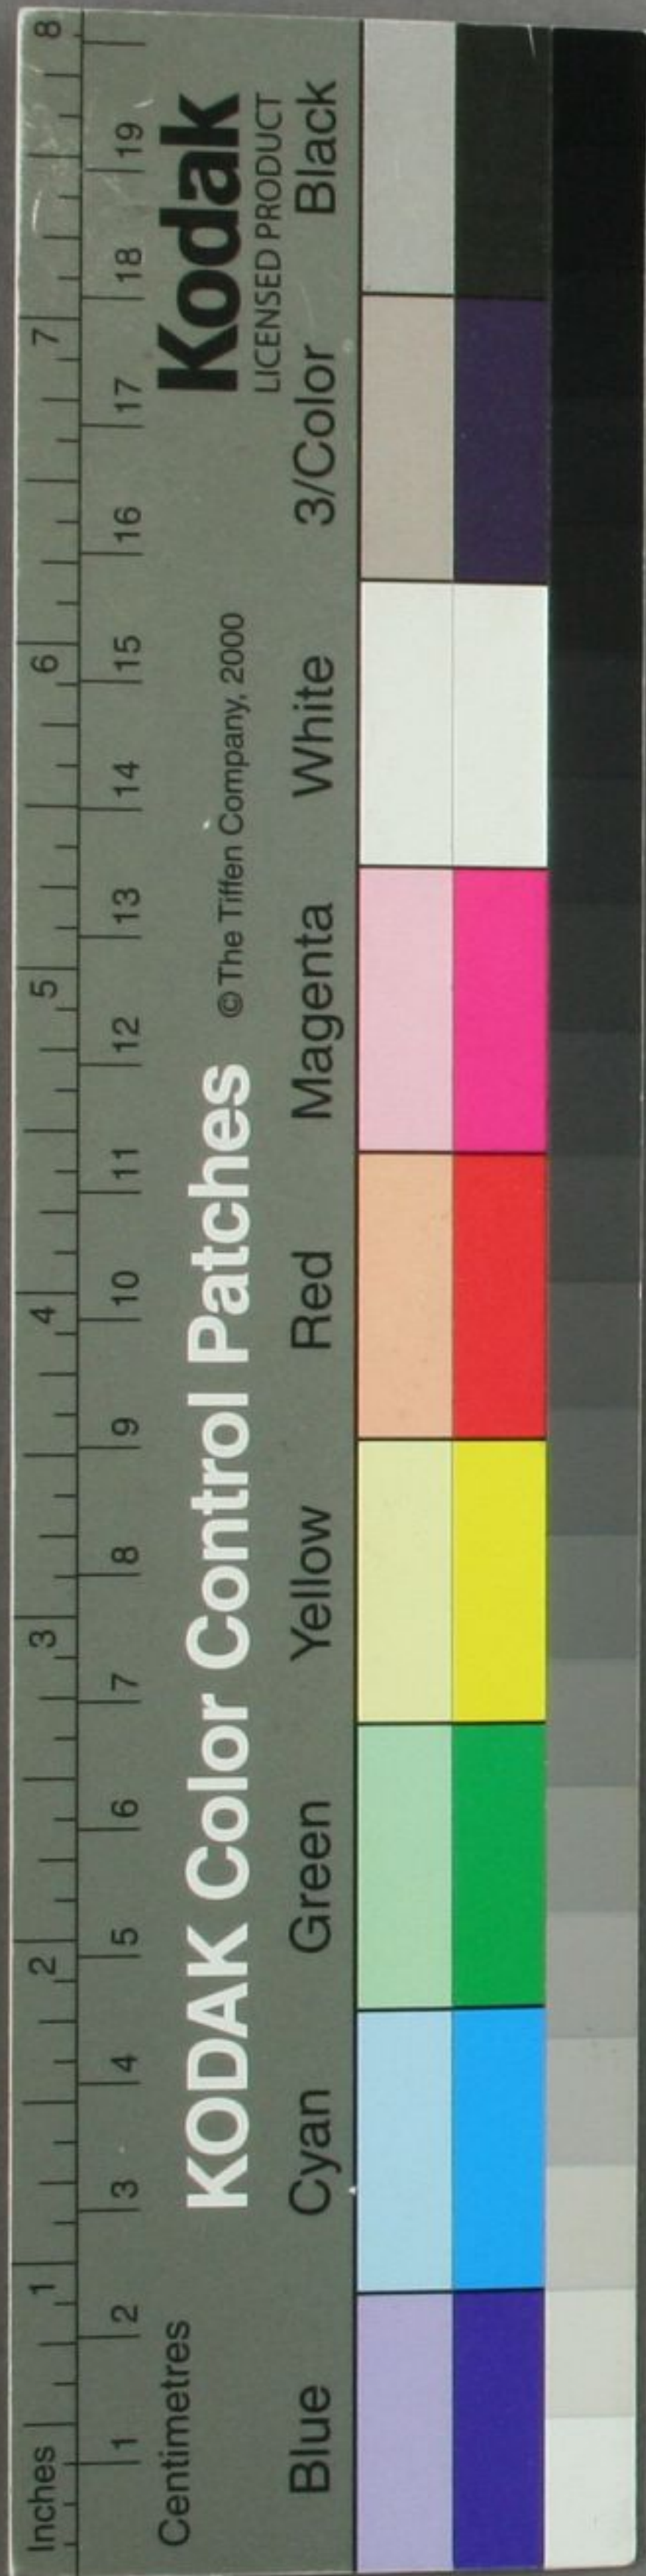 Inches 1 2 3 4 5 6 7 8
1 2 3 4 5 6 7 8 9 10 11 12 13 14 15 16 17 18 19
Centimetres
KODAK Color Control Patches © The Tiffen Company, 2000
Kodak
LICENSED PRODUCT
Blue Cyan Green Yellow Red Magenta White 3/Color Black